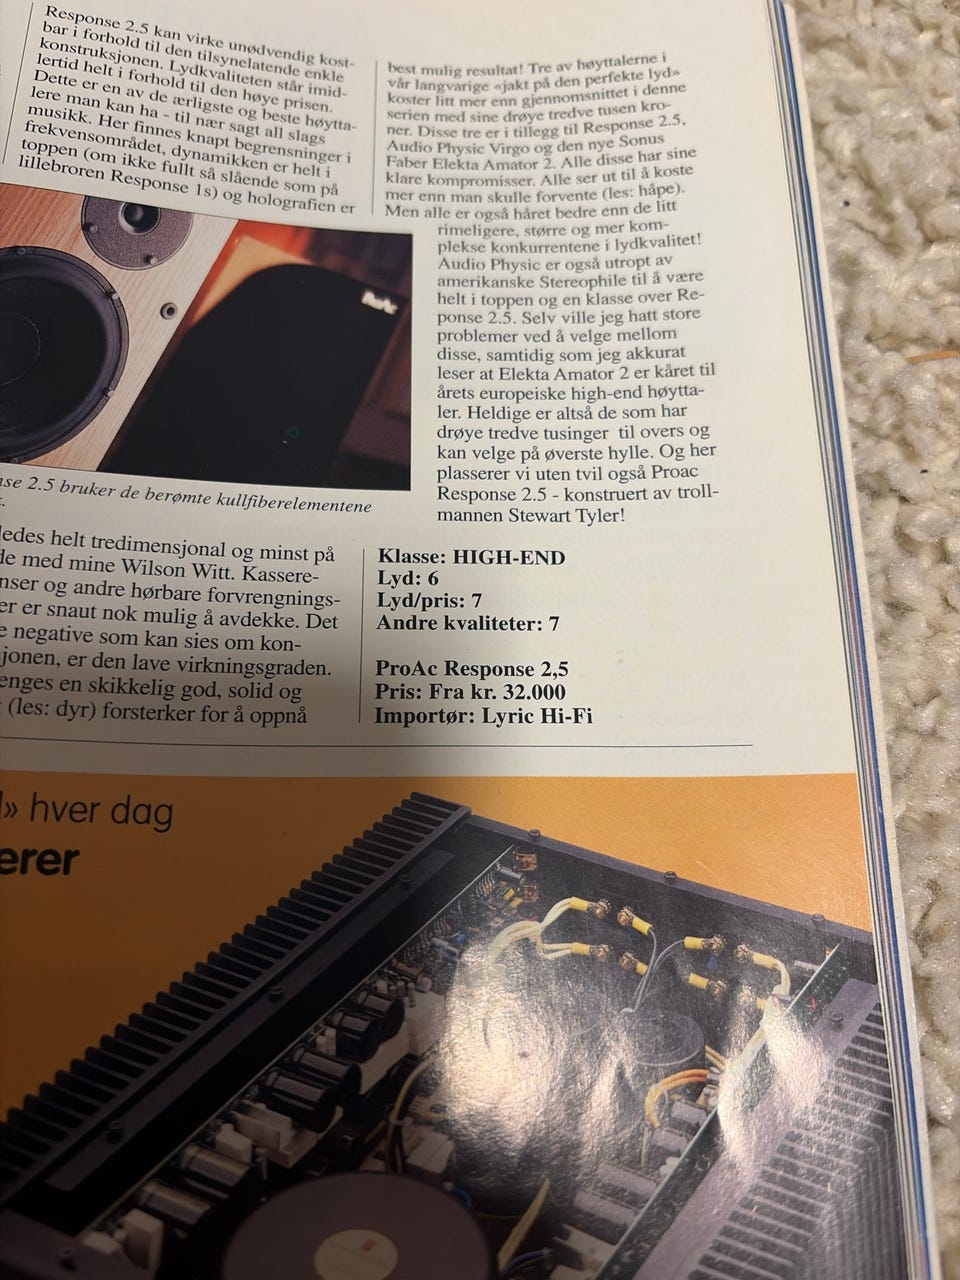 Response 2.5 kan virke unødvendig kost-
bar i forhold til den tilsynelatende enkle
konstruksjonen. Lydkvaliteten står imid-
lertid helt i forhold til den høye prisen.
Dette er en av de ærligste og beste høytta-
lere man kan ha - til nær sagt all slags
musikk. Her finnes knapt begrensninger i
frekvensområdet, dynamikken er helt i
toppen (om ikke fullt så slående som på
lillebroren Response 1s) og holografien er
nse 2.5 bruker de berømte kullfiberelementene
ledes helt tredimensjonal og minst på
de med mine Wilson Witt. Kassere-
nser og andre hørbare forvrengnings-
er er snaut nok mulig å avdekke. Det
e negative som kan sies om kon-
jonen, er den lave virkningsgraden.
enges en skikkelig god, solid og
(les: dyr) forsterker for å oppnå
best mulig resultat! Tre av høyttalerne i
vår langvarige «jakt på den perfekte lyd»
koster litt mer enn gjennomsnittet i denne
serien med sine drøye tredve tusen kro-
ner. Disse tre er i tillegg til Response 2.5,
Audio Physic Virgo og den nye Sonus
Faber Elekta Amator 2. Alle disse har sine
klare kompromisser. Alle ser ut til å koste
mer enn man skulle forvente (les: håpe).
Men alle er også håret bedre enn de litt
rimeligere, større og mer kom-
plekse konkurrentene i lydkvalitet!
Audio Physic er også utropt av
amerikanske Stereophile til å være
helt i toppen og en klasse over Re-
ponse 2.5. Selv ville jeg hatt store
problemer ved å velge mellom
disse, samtidig som jeg akkurat
leser at Elekta Amator 2 er kåret til
årets europeiske high-end høytta-
ler. Heldige er altså de som har
drøye tredve tusinger til overs og
kan velge på øverste hylle. Og her
plasserer vi uten tvil også Proac
Response 2.5 - konstruert av troll-
mannen Stewart Tyler!
Klasse: HIGH-END
Lyd: 6
Lyd/pris: 7
Andre kvaliteter: 7
ProAc Response 2,5
Pris: Fra kr. 32.000
Importør: Lyric Hi-Fi
» hver dag
erer